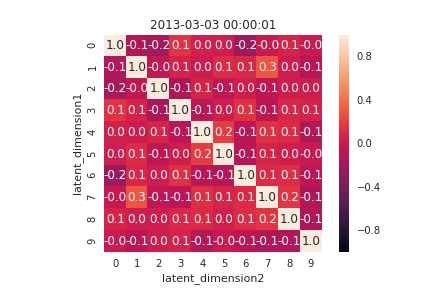 2013-03-03 00:00:01
latent_dimension1
0 1.0 -0.1 -0.2 0.1 0.0 0.0 -0.2 -0.0 0.1 -0.0
1 -0.1 1.0 -0.0 0.1 -0.0 0.1 0.1 0.3 0.0 -0.1
2 -0.2 -0.0 1.0 -0.1 0.1 -0.1 0.0 -0.1 0.0 0.0
3 0.1 0.1 -0.1 1.0 -0.1 -0.0 0.1 -0.1 0.1 0.1
4 0.0 0.0 0.1 -0.1 1.0 0.2 -0.1 0.1 0.1 -0.1
5 0.0 0.1 -0.1 -0.0 0.2 1.0 -0.1 0.1 0.0 -0.0
6 -0.2 0.1 0.0 0.1 -0.1 -0.1 1.0 0.1 0.1 -0.1
7 -0.0 0.3 -0.1 -0.1 0.1 0.1 0.1 1.0 0.2 -0.1
8 0.1 0.0 0.0 0.1 0.1 0.0 0.1 0.2 1.0 -0.1
9 -0.0 -0.1 0.0 0.1 -0.1 -0.0 -0.1 -0.1 -0.1 1.0
0 1 2 3 4 5 6 7 8 9
latent_dimension2
0.8
0.4
0.0
-0.4
-0.8